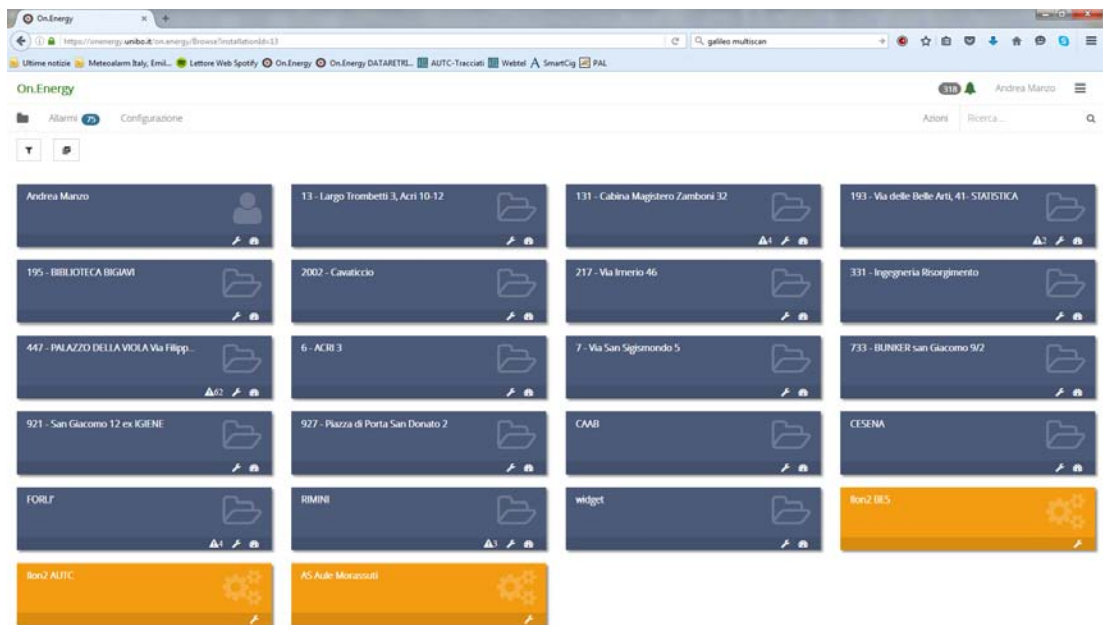 On.Energy
https://imenergy.unibo.it/on.energy/Browse?installationId=13
galileo multiscan
Ultime notizie Meteoalarm Italy, Emil... Lettore Web Spotify On.Energy On.Energy DATARETRI... AUTC-Tracciati Webtel SmartCig PAL
On.Energy 318 Andrea Manzo
Allarmi 75 Configurazione Azioni Ricerca...
Andrea Manzo
13 - Largo Trombetti 3, Acri 10-12
131 - Cabina Magistero Zamboni 32
4
193 - Via delle Belle Arti, 41- STATISTICA
2
195 - BIBLIOTECA BIGIAVI
2002 - Cavaticcio
217 - Via Irnerio 46
331 - Ingegneria Risorgimento
447 - PALAZZO DELLA VIOLA Via Filipp...
62
6 - ACRI 3
7 - Via San Sigismondo 5
733 - BUNKER san Giacomo 9/2
921 - San Giacomo 12 ex IGIENE
927 - Piazza di Porta San Donato 2
CAAB
CESENA
FORLI'
4
RIMINI
3
widget
Ilon2 BES
Ilon2 AUTC
AS Aule Morassuti